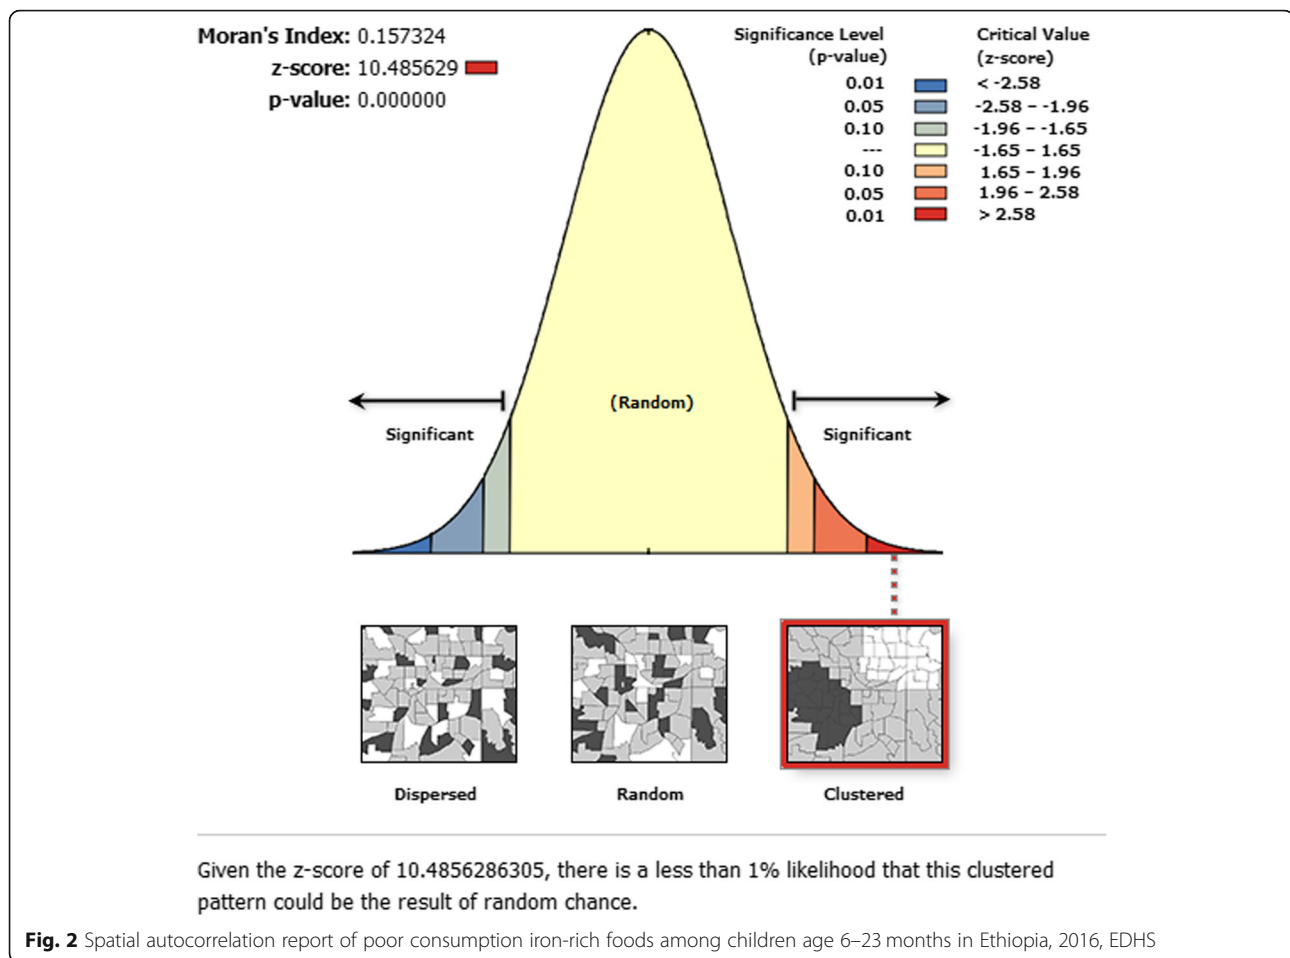 Moran's Index: 0.157324
z-score: 10.485629
p-value: 0.000000
Significance Level
(p-value)
Critical Value
(z-score)
0.01 < -2.58
0.05 -2.58 – -1.96
0.10 -1.96 – -1.65
--- -1.65 – 1.65
0.10 1.65 – 1.96
0.05 1.96 – 2.58
0.01 > 2.58
(Random)
Significant
Significant
Dispersed
Random
Clustered
Given the z-score of 10.4856286305, there is a less than 1% likelihood that this clustered
pattern could be the result of random chance.
Fig. 2 Spatial autocorrelation report of poor consumption iron-rich foods among children age 6–23 months in Ethiopia, 2016, EDHS